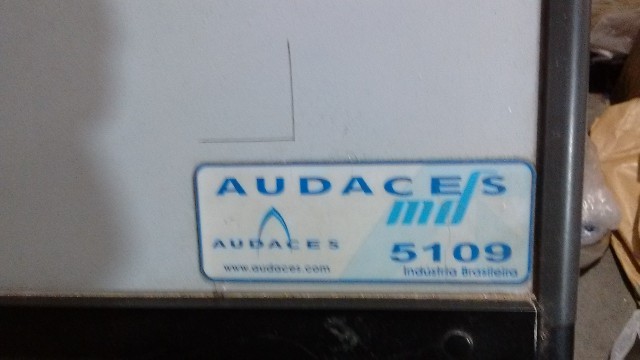 AUDACES
md
AUDACES
5109
www.audaces.com
Indústria Brasileira